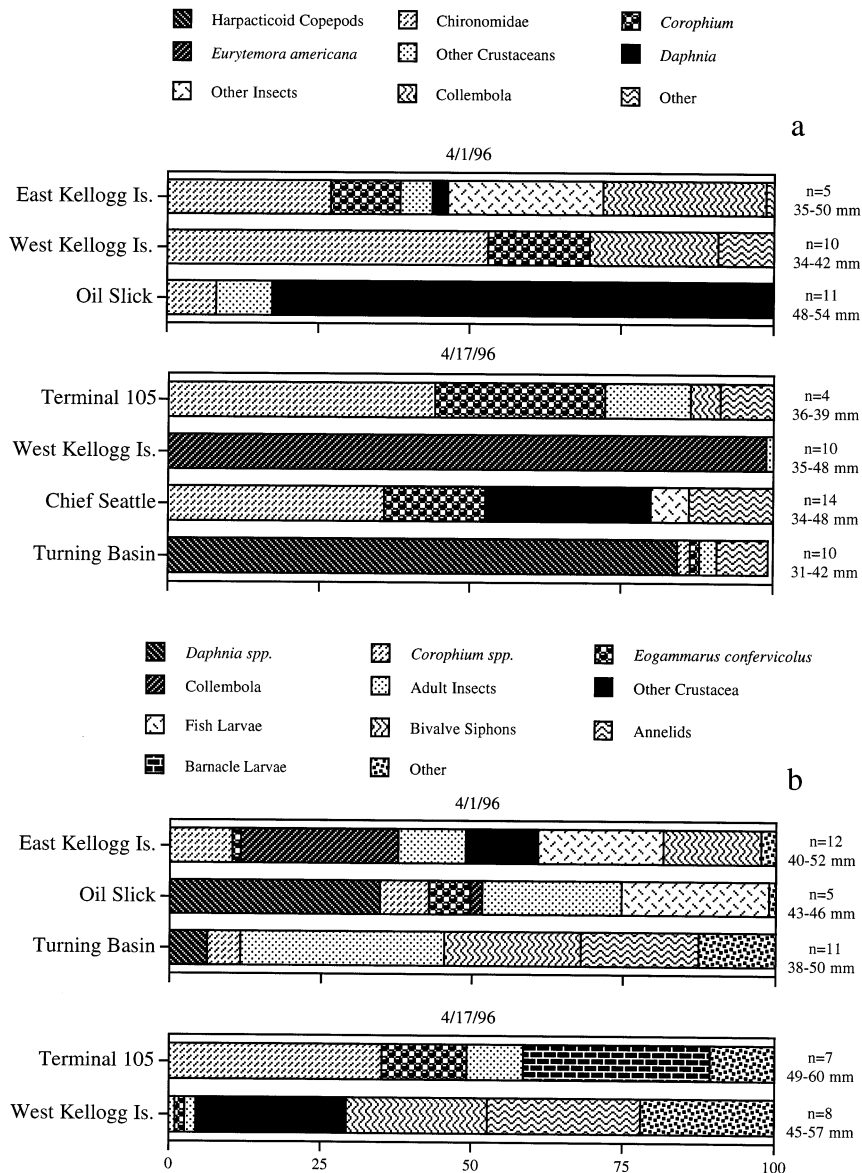 Harpacticoid Copepods Chironomidae Corophium
Eurytemora americana Other Crustaceans Daphnia
Other Insects Collembola Other
a
4/1/96
East Kellogg Is. n=5
35-50 mm
West Kellogg Is. n=10
34-42 mm
Oil Slick n=11
48-54 mm
4/17/96
Terminal 105 n=4
36-39 mm
West Kellogg Is. n=10
35-48 mm
Chief Seattle n=14
34-48 mm
Turning Basin n=10
31-42 mm
Daphnia spp. Corophium spp. Eogammarus confervicolus
Collembola Adult Insects Other Crustacea
Fish Larvae Bivalve Siphons Annelids
Barnacle Larvae Other
b
4/1/96
East Kellogg Is. n=12
40-52 mm
Oil Slick n=5
43-46 mm
Turning Basin n=11
38-50 mm
4/17/96
Terminal 105 n=7
49-60 mm
West Kellogg Is. n=8
45-57 mm
0 25 50 75 100